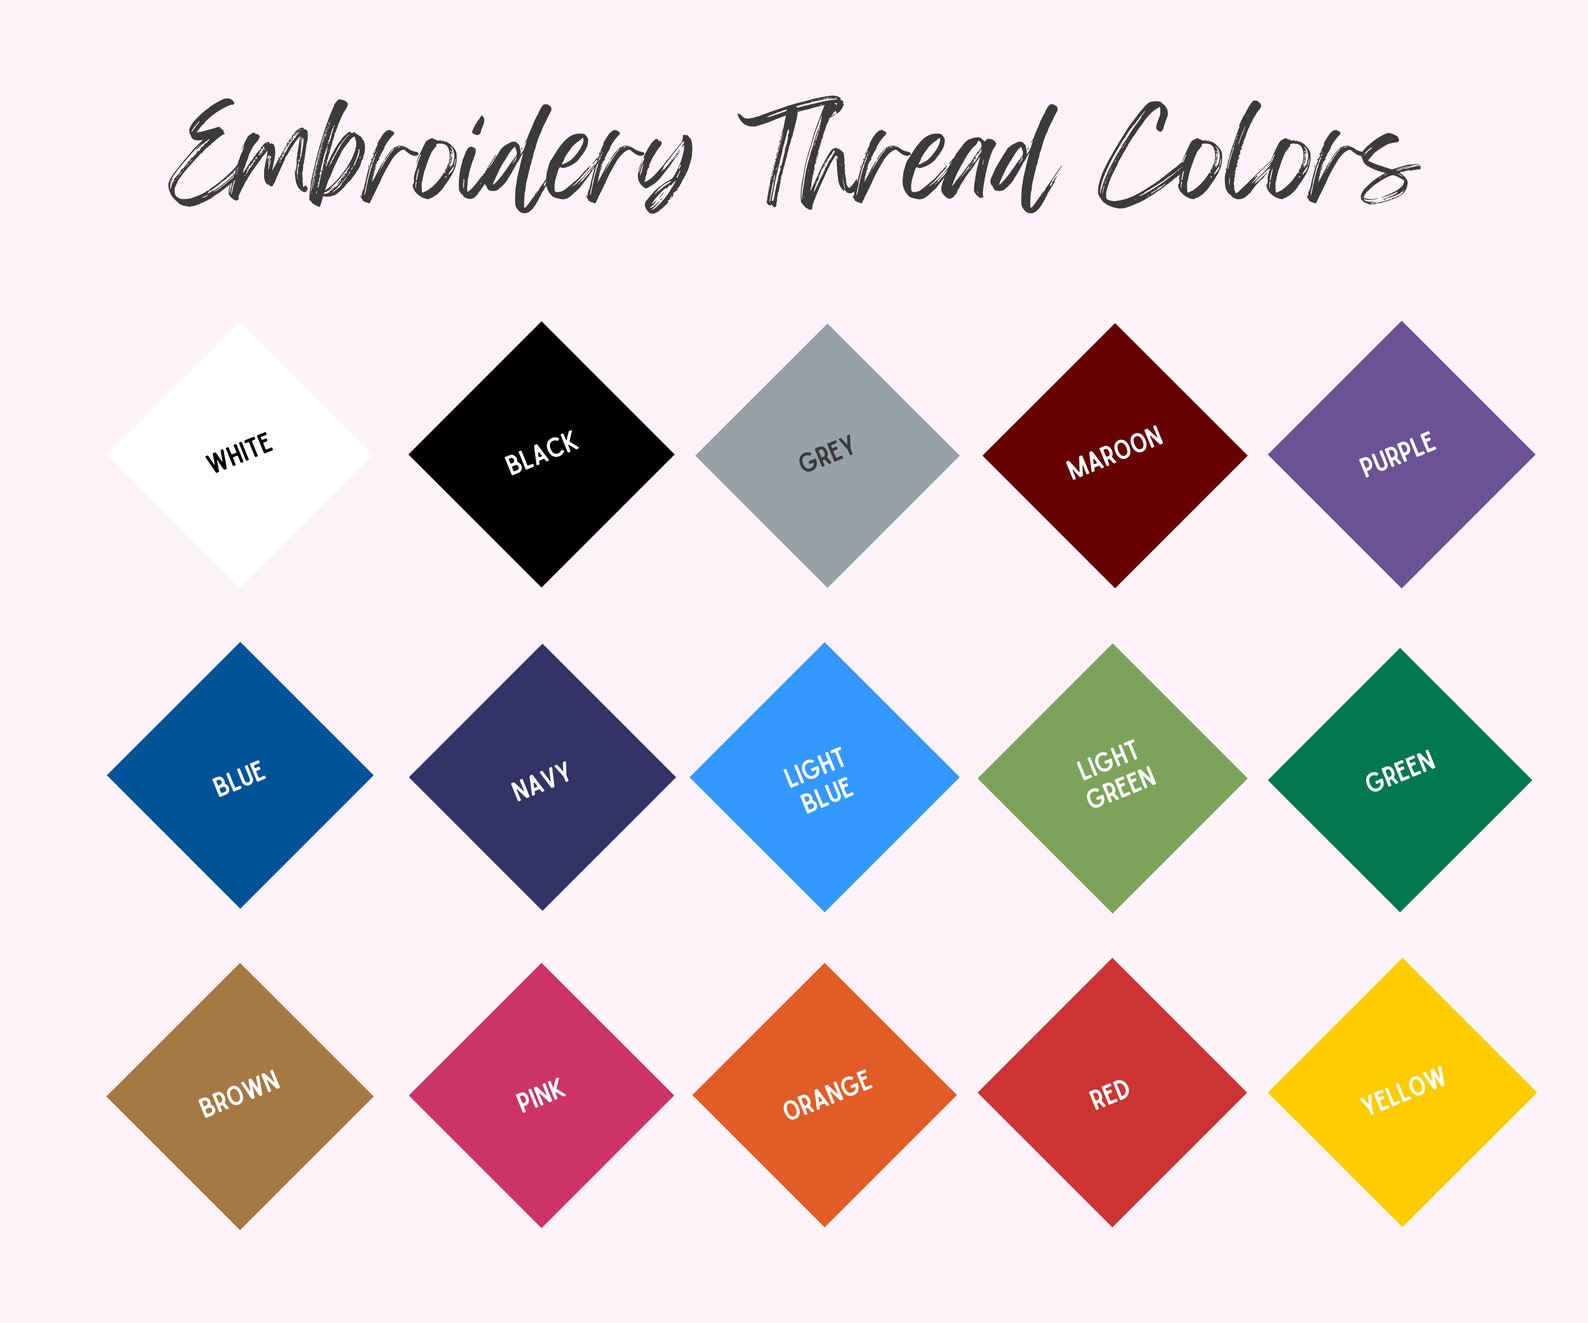 Embroidery Thread Colors
WHITE
BLACK
GREY
MAROON
PURPLE
BLUE
NAVY
LIGHT
BLUE
LIGHT
GREEN
GREEN
BROWN
PINK
ORANGE
RED
YELLOW